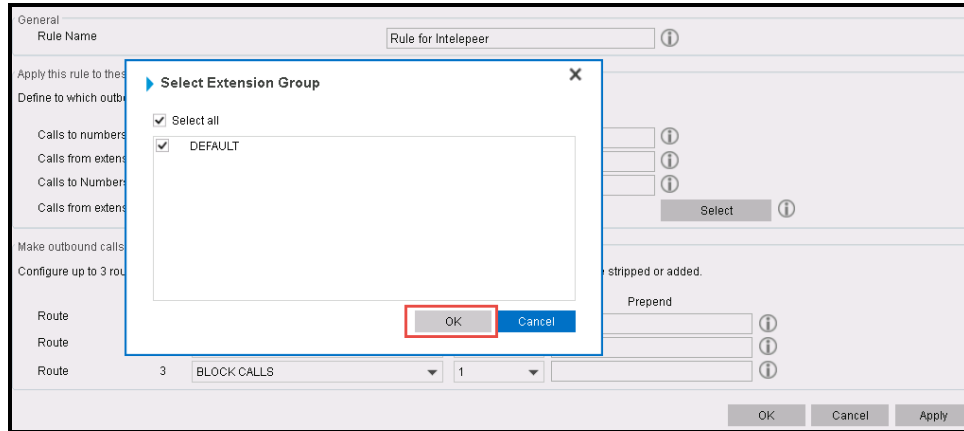 General
Rule Name Rule for Intelepeer
Select Extension Group
Apply this rule to thes
Define to which outb
Select all
DEFAULT
Calls to numbers
Calls from extens
Calls to Number
Calls from exten
Select
Make outbound calls
Configure up to 3 rou
stripped or added.
Prepend
OK Cancel
Route
Route
Route 3 BLOCK CALLS 1
OK Cancel Apply